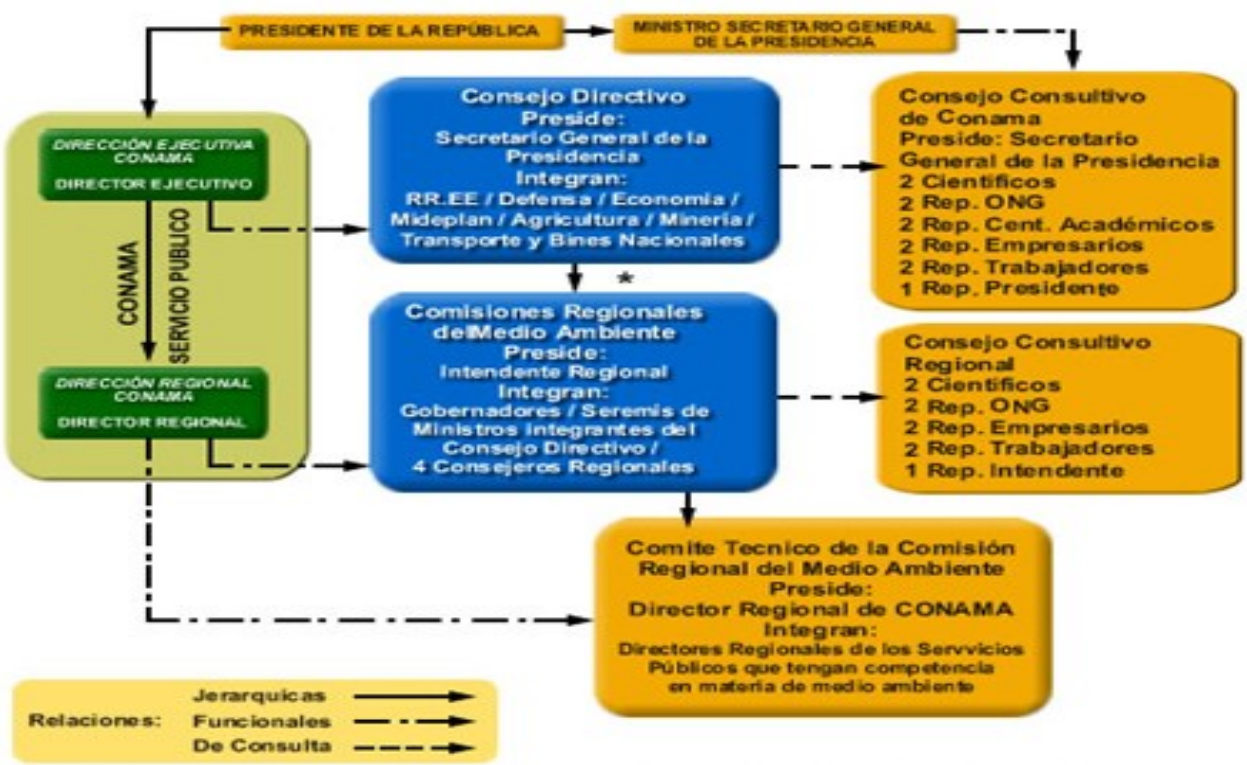 PRESIDENTE DE LA REPÚBLICA
MINISTRO SECRETARIO GENERAL
DE LA PRESIDENCIA
DIRECCIÓN EJECUTIVA
CONAMA
DIRECTOR EJECUTIVO
CONAMA
SERVICIO PUBLICO
DIRECCIÓN REGIONAL
CONAMA
DIRECTOR REGIONAL
Consejo Directivo
Preside:
Secretario General de la
Presidencia
Integran:
RR.EE / Defensa / Economia /
Mideplan / Agricultura / Mineria /
Transporte y Bines Nacionales
*
Comisiones Regionales
delMedio Ambiente
Preside:
Intendente Regional
Integran:
Gobernadores / Seremis de
Ministros integrantes del
Consejo Directivo /
4 Consejeros Regionales
Consejo Consultivo
de Conama
Preside: Secretario
General de la Presidencia
2 Científicos
2 Rep. ONG
2 Rep. Cent. Académicos
2 Rep. Empresarios
2 Rep. Trabajadores
1 Rep. Presidente
Consejo Consultivo
Regional
2 Científicos
2 Rep. ONG
2 Rep. Empresarios
2 Rep. Trabajadores
1 Rep. Intendente
Comite Tecnico de la Comisión
Regional del Medio Ambiente
Preside:
Director Regional de CONAMA
Integran:
Directores Regionales de los Servvicios
Públicos que tengan competencia
en materia de medio ambiente
Relaciones:
Jerarquicas
Funcionales
De Consulta